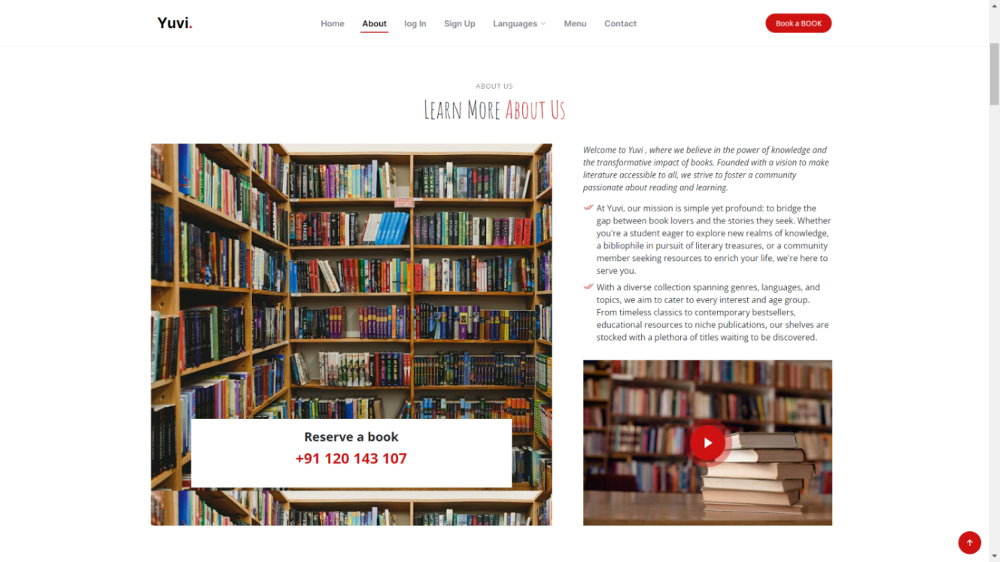 Yuvi.
Home About log In Sign Up Languages Menu Contact
Book a BOOK
ABOUT US
LEARN MORE ABOUT US
Welcome to Yuvi , where we believe in the power of knowledge and
the transformative impact of books. Founded with a vision to make
literature accessible to all, we strive to foster a community
passionate about reading and learning.
At Yuvi, our mission is simple yet profound: to bridge the
gap between book lovers and the stories they seek. Whether
you're a student eager to explore new realms of knowledge,
a bibliophile in pursuit of literary treasures, or a community
member seeking resources to enrich your life, we're here to
serve you.
With a diverse collection spanning genres, languages, and
topics, we aim to cater to every interest and age group.
From timeless classics to contemporary bestsellers,
educational resources to niche publications, our shelves are
stocked with a plethora of titles waiting to be discovered.
Reserve a book
+91 120 143 107